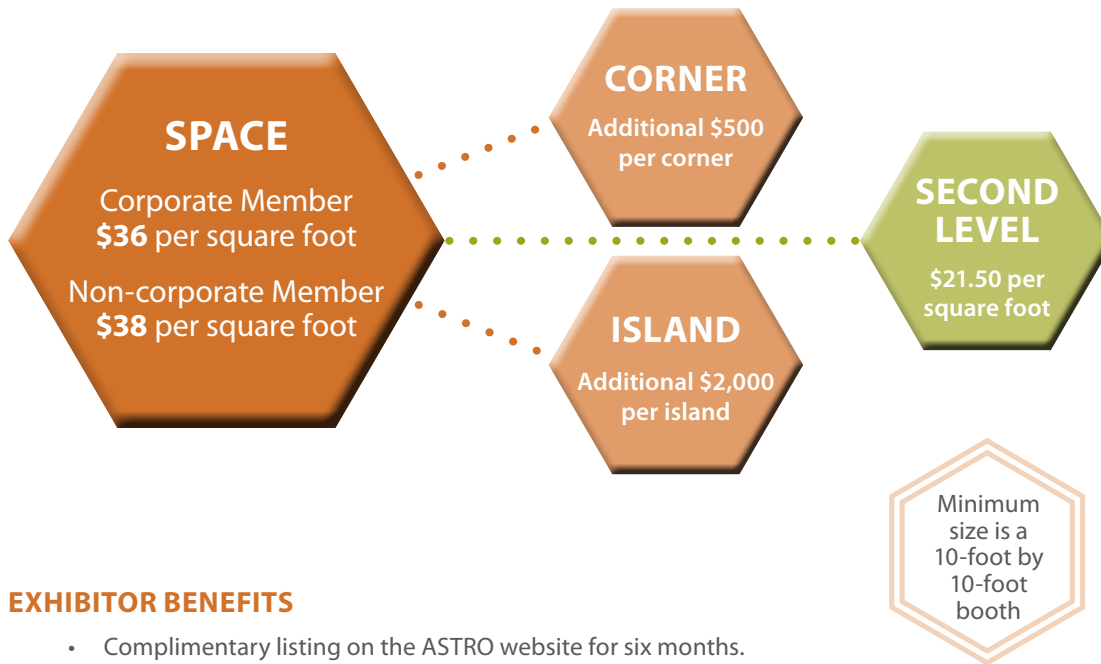 SPACE
Corporate Member
$36 per square foot
Non-corporate Member
$38 per square foot
CORNER
Additional $500
per corner
ISLAND
Additional $2,000
per island
SECOND
LEVEL
$21.50 per
square foot
Minimum
size is a
10-foot by
10-foot
booth
EXHIBITOR BENEFITS
• Complimentary listing on the ASTRO website for six months.